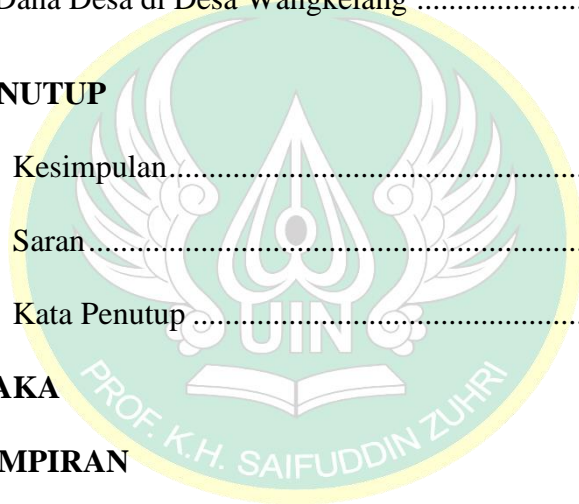 Dana Desa di Desa Wangkelang ....................
NUTUP
Kesimpulan...................................................
Saran............................................................
Kata Penutup ................................................
AKA
MPIRAN
UIN
PROF. K.H. SAIFUDDIN ZUHRI